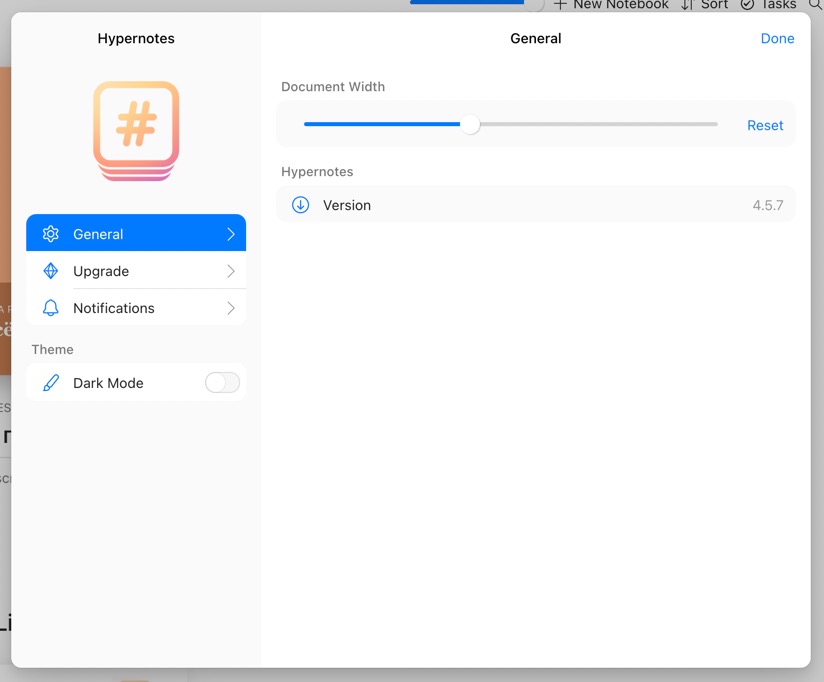 New Notebook
Sort
Tasks
Hypernotes
General
Done
#
Document Width
Reset
Hypernotes
Version
4.5.7
General
Upgrade
Notifications
Theme
Dark Mode